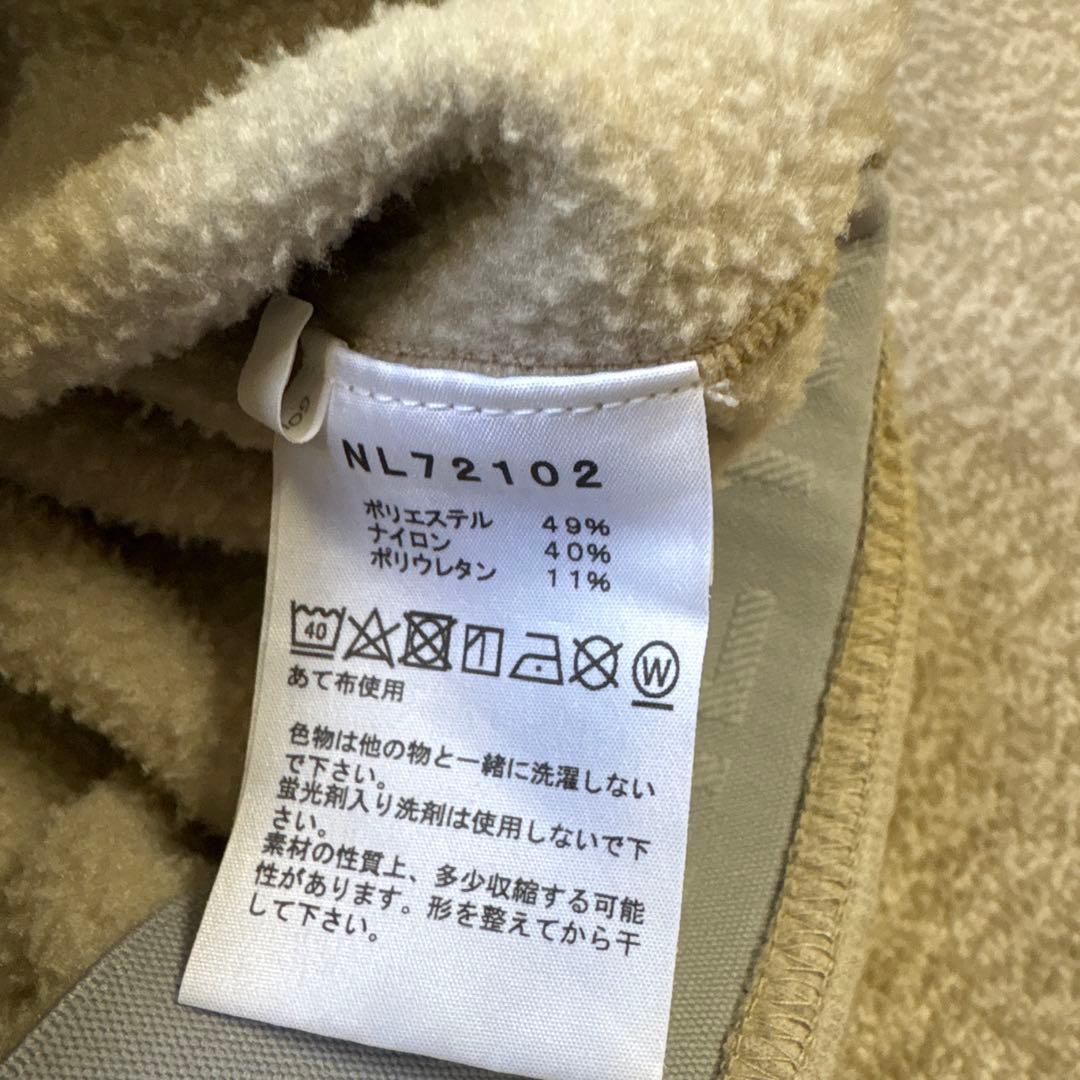 NL72102
ポリエステル 49%
ナイロン 40%
ポリウレタン 11%
40
W
あて布使用
色物は他の物と一緒に洗濯しない
で下さい。
蛍光剤入り洗剤は使用しないで下
さい。
素材の性質上、多少収縮する可能
性があります。形を整えてから干
して下さい。